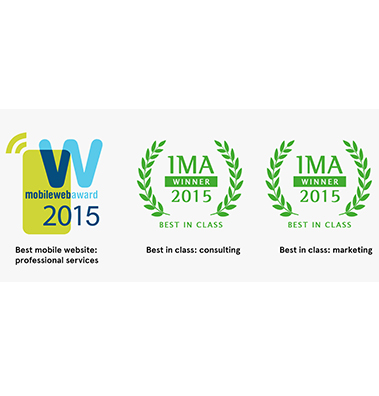 W
mobilewebaward
2015
Best mobile website:
professional services
IMA
WINNER
2015
BEST IN CLASS
Best in class: consulting
IMA
WINNER
2015
BEST IN CLASS
Best in class: marketing